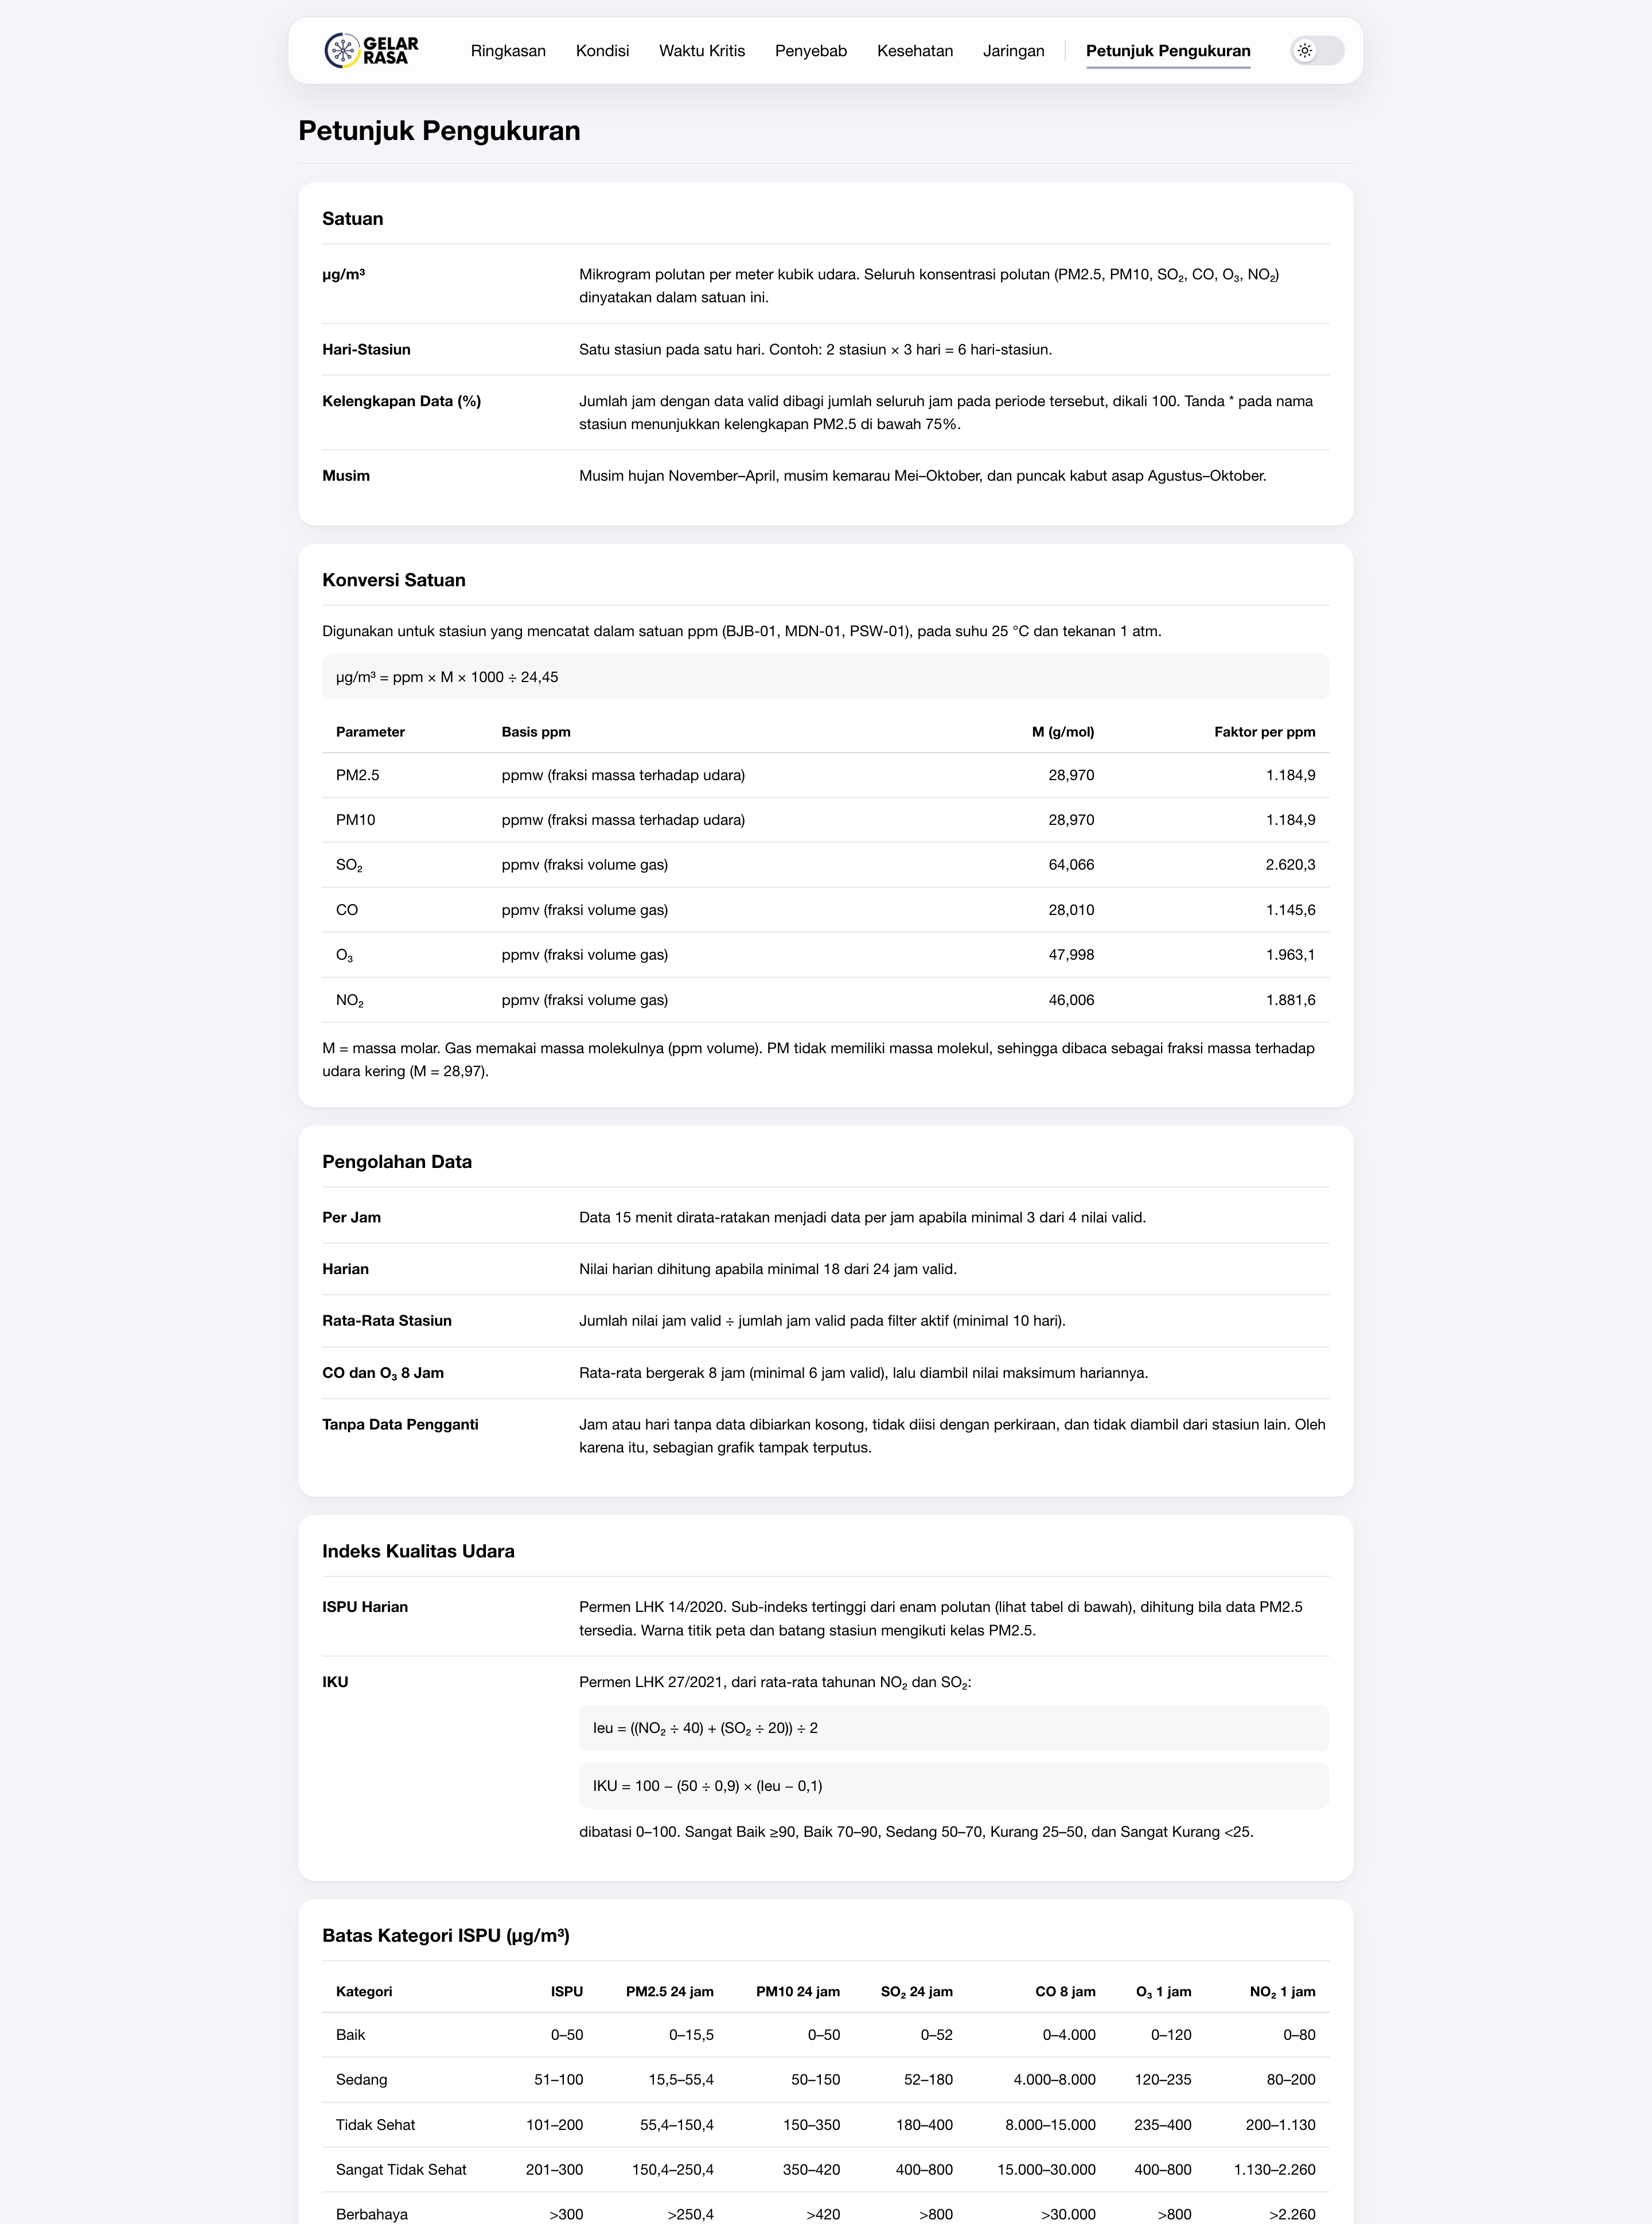 GELAR
RASA
Ringkasan Kondisi Waktu Kritis Penyebab Kesehatan Jaringan Petunjuk Pengukuran
Petunjuk Pengukuran
Satuan
µg/m³ Mikrogram polutan per meter kubik udara. Seluruh konsentrasi polutan (PM2.5, PM10, SO₂, CO, O₃, NO₂)
dinyatakan dalam satuan ini.
Hari-Stasiun Satu stasiun pada satu hari. Contoh: 2 stasiun × 3 hari = 6 hari-stasiun.
Kelengkapan Data (%) Jumlah jam dengan data valid dibagi jumlah seluruh jam pada periode tersebut, dikali 100. Tanda * pada nama
stasiun menunjukkan kelengkapan PM2.5 di bawah 75%.
Musim Musim hujan November–April, musim kemarau Mei–Oktober, dan puncak kabut asap Agustus–Oktober.
Konversi Satuan
Digunakan untuk stasiun yang mencatat dalam satuan ppm (BJB-01, MDN-01, PSW-01), pada suhu 25 °C dan tekanan 1 atm.
µg/m³ = ppm × M × 1000 ÷ 24,45
Parameter Basis ppm M (g/mol) Faktor per ppm
PM2.5 ppmw (fraksi massa terhadap udara) 28,970 1.184,9
PM10 ppmw (fraksi massa terhadap udara) 28,970 1.184,9
SO₂ ppmv (fraksi volume gas) 64,066 2.620,3
CO ppmv (fraksi volume gas) 28,010 1.145,6
O₃ ppmv (fraksi volume gas) 47,998 1.963,1
NO₂ ppmv (fraksi volume gas) 46,006 1.881,6
M = massa molar. Gas memakai massa molekulnya (ppm volume). PM tidak memiliki massa molekul, sehingga dibaca sebagai fraksi massa terhadap
udara kering (M = 28,97).
Pengolahan Data
Per Jam Data 15 menit dirata-ratakan menjadi data per jam apabila minimal 3 dari 4 nilai valid.
Harian Nilai harian dihitung apabila minimal 18 dari 24 jam valid.
Rata-Rata Stasiun Jumlah nilai jam valid ÷ jumlah jam valid pada filter aktif (minimal 10 hari).
CO dan O₃ 8 Jam Rata-rata bergerak 8 jam (minimal 6 jam valid), lalu diambil nilai maksimum hariannya.
Tanpa Data Pengganti Jam atau hari tanpa data dibiarkan kosong, tidak diisi dengan perkiraan, dan tidak diambil dari stasiun lain. Oleh
karena itu, sebagian grafik tampak terputus.
Indeks Kualitas Udara
ISPU Harian Permen LHK 14/2020. Sub-indeks tertinggi dari enam polutan (lihat tabel di bawah), dihitung bila data PM2.5
tersedia. Warna titik peta dan batang stasiun mengikuti kelas PM2.5.
IKU Permen LHK 27/2021, dari rata-rata tahunan NO₂ dan SO₂:
Ieu = ((NO₂ ÷ 40) + (SO₂ ÷ 20)) ÷ 2
IKU = 100 − (50 ÷ 0,9) × (Ieu − 0,1)
dibatasi 0–100. Sangat Baik ≥90, Baik 70–90, Sedang 50–70, Kurang 25–50, dan Sangat Kurang <25.
Batas Kategori ISPU (µg/m³)
Kategori ISPU PM2.5 24 jam PM10 24 jam SO₂ 24 jam CO 8 jam O₃ 1 jam NO₂ 1 jam
Baik 0–50 0–15,5 0–50 0–52 0–4.000 0–120 0–80
Sedang 51–100 15,5–55,4 50–150 52–180 4.000–8.000 120–235 80–200
Tidak Sehat 101–200 55,4–150,4 150–350 180–400 8.000–15.000 235–400 200–1.130
Sangat Tidak Sehat 201–300 150,4–250,4 350–420 400–800 15.000–30.000 400–800 1.130–2.260
Berbahaya >300 >250,4 >420 >800 >30.000 >800 >2.260